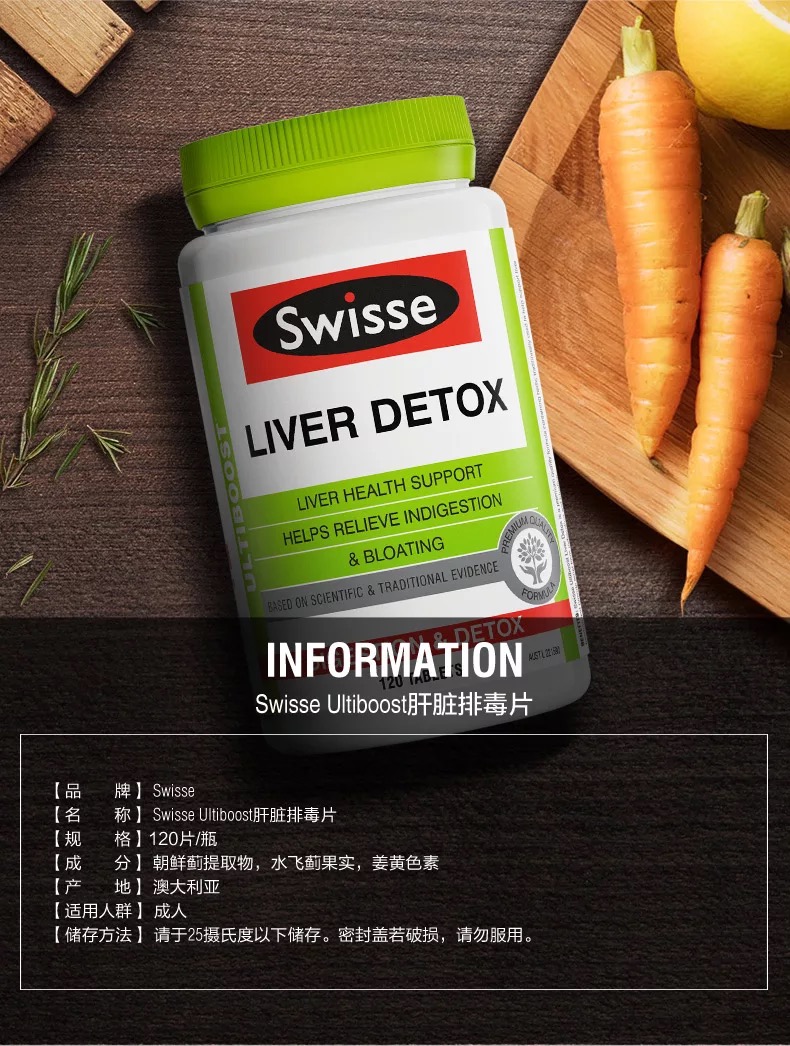 Swisse
LIVER DETOX
ULTIBOOST
LIVER HEALTH SUPPORT
HELPS RELIEVE INDIGESTION
& BLOATING
BASED ON SCIENTIFIC & TRADITIONAL EVIDENCE
PREMIUM QUALITY
FORMULA
& DETOX
120 TABLETS
INFORMATION
Swisse Ultiboost肝脏排毒片
【品　　牌】Swisse
【名　　称】Swisse Ultiboost肝脏排毒片
【规　　格】120片/瓶
【成　　分】朝鲜蓟提取物，水飞蓟果实，姜黄色素
【产　　地】澳大利亚
【适用人群】成人
【储存方法】请于25摄氏度以下储存。密封盖若破损，请勿服用。